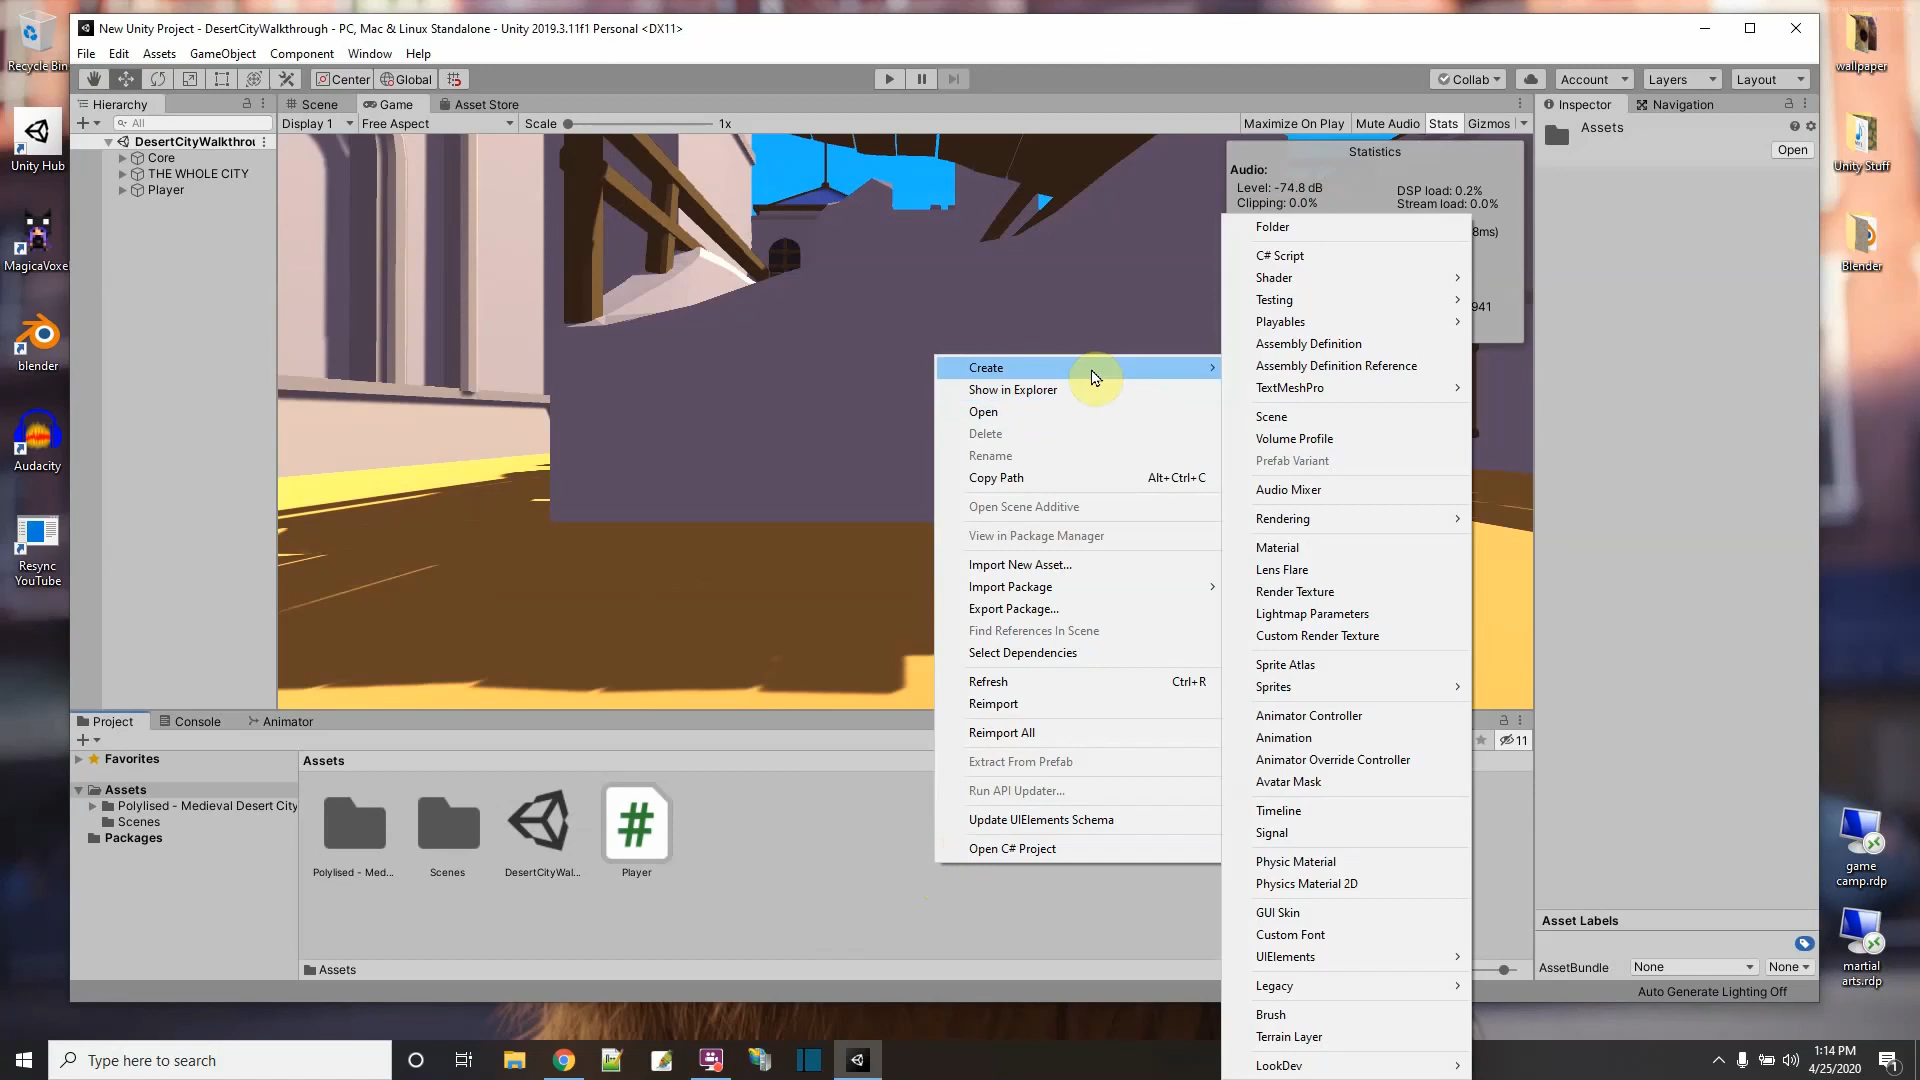 New Unity Project - DesertCityWalkthrough - PC, Mac & Linux Standalone - Unity 2019.3.11f1 Personal <DX11>
File Edit Assets GameObject Component Window Help
Center Global
Collab Account Layers Layout
Hierarchy
All
DesertCityWalkthrou
Core
THE WHOLE CITY
Player
Scene Game Asset Store
Display 1 Free Aspect Scale 1x
Maximize On Play Mute Audio Stats Gizmos
Statistics
Audio:
Level: -74.8 dB DSP load: 0.2%
Clipping: 0.0% Stream load: 0.0%
8ms)
941
Create
Show in Explorer
Open
Delete
Rename
Copy Path Alt+Ctrl+C
Open Scene Additive
View in Package Manager
Import New Asset...
Import Package
Export Package...
Find References In Scene
Select Dependencies
Refresh Ctrl+R
Reimport
Reimport All
Extract From Prefab
Run API Updater...
Update UIElements Schema
Open C# Project
Folder
C# Script
Shader
Testing
Playables
Assembly Definition
Assembly Definition Reference
TextMeshPro
Scene
Volume Profile
Prefab Variant
Audio Mixer
Rendering
Material
Lens Flare
Render Texture
Lightmap Parameters
Custom Render Texture
Sprite Atlas
Sprites
Animator Controller
Animation
Animator Override Controller
Avatar Mask
Timeline
Signal
Physic Material
Physics Material 2D
GUI Skin
Custom Font
UIElements
Legacy
Brush
Terrain Layer
LookDev
Inspector Navigation
Assets
Open
Asset Labels
AssetBundle None None
Auto Generate Lighting Off
Project Console Animator
11
Favorites
Assets
Polylised - Medieval Desert City
Scenes
Packages
Assets
Polylised - Med...
Scenes
DesertCityWal...
#
Player
Assets
Recycle Bin
Unity Hub
MagicaVoxel
blender
Audacity
Resync
YouTube
wallpaper
Unity Stuff
Blender
game
camp.rdp
martial
arts.rdp
Type here to search
1:14 PM
4/25/2020
1